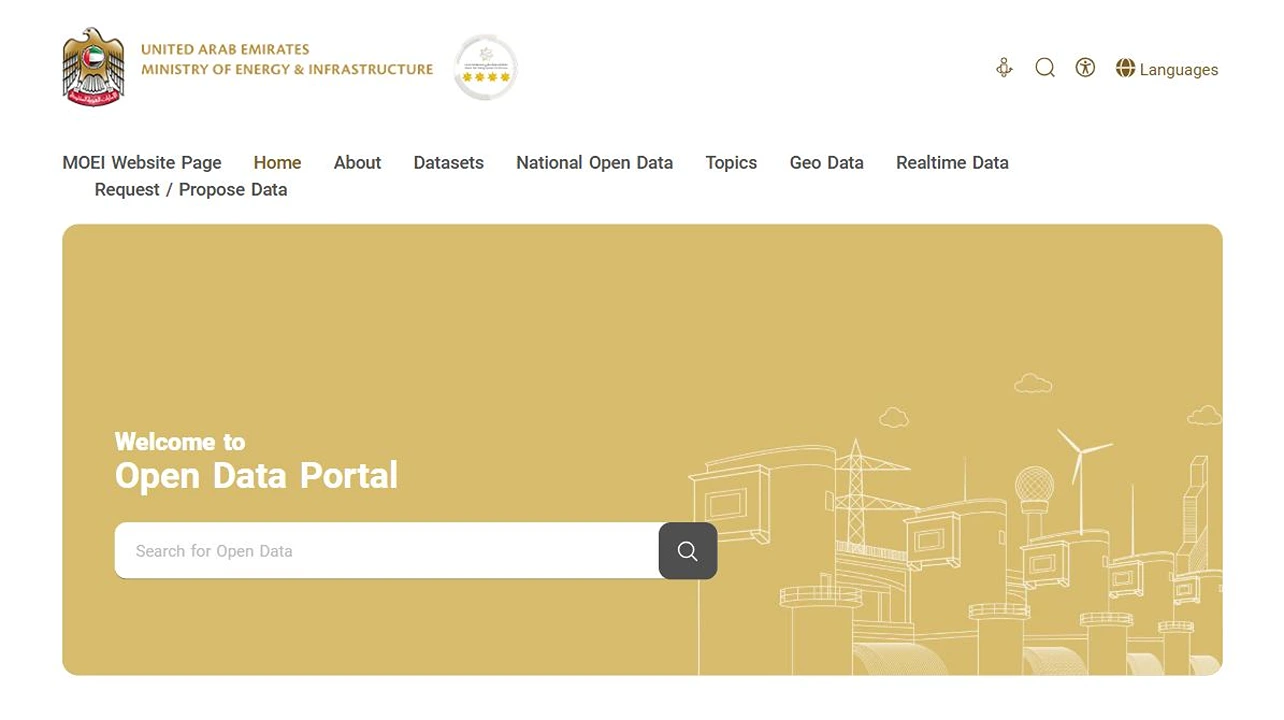 UNITED ARAB EMIRATES
MINISTRY OF ENERGY & INFRASTRUCTURE
Languages
MOEI Website Page Home About Datasets National Open Data Topics Geo Data Realtime Data
Request / Propose Data
Welcome to
Open Data Portal
Search for Open Data